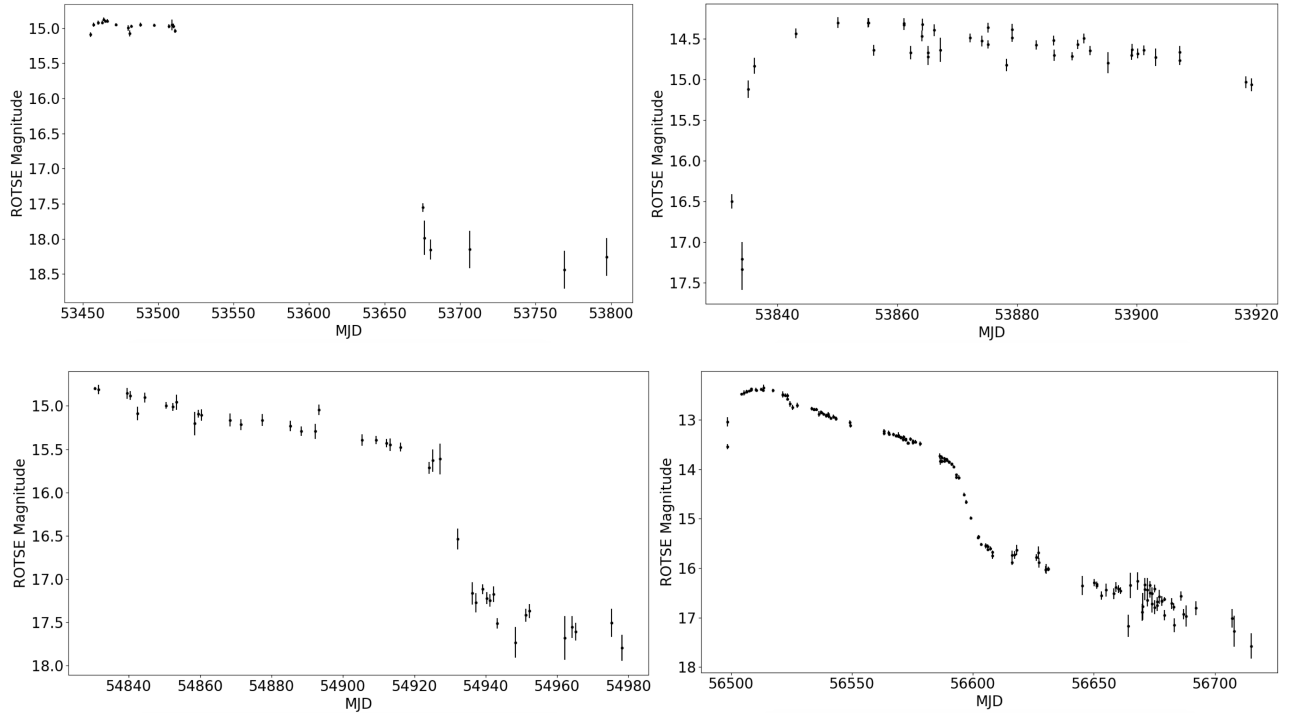 15.0
15.5
16.0
16.5
17.0
17.5
18.0
18.5
ROTSE Magnitude
53450 53500 53550 53600 53650 53700 53750 53800
MJD
14.5
15.0
15.5
16.0
16.5
17.0
17.5
ROTSE Magnitude
53840 53860 53880 53900 53920
MJD
15.0
15.5
16.0
16.5
17.0
17.5
18.0
ROTSE Magnitude
54840 54860 54880 54900 54920 54940 54960 54980
MJD
13
14
15
16
17
18
ROTSE Magnitude
56500 56550 56600 56650 56700
MJD